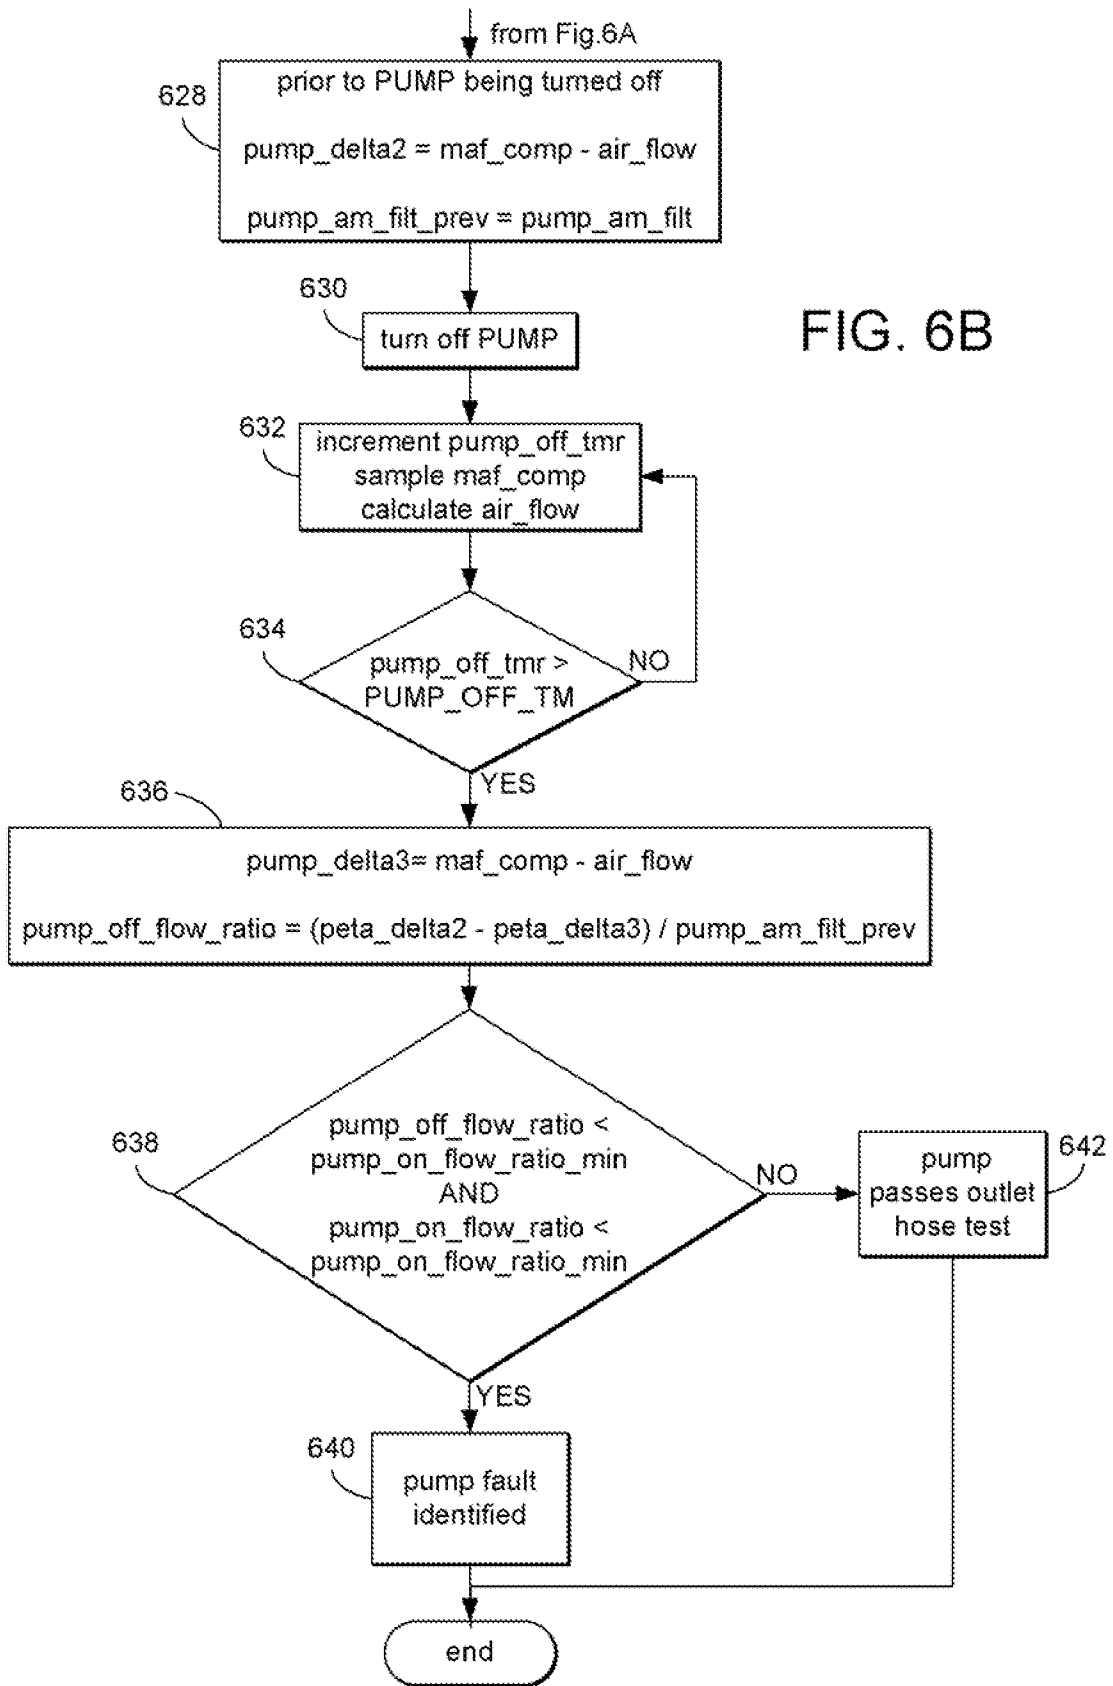 from Fig.6A
628
prior to PUMP being turned off
pump_delta2 = maf_comp - air_flow
pump_am_filt_prev = pump_am_filt
630
turn off PUMP
FIG. 6B
632
increment pump_off_tmr
sample maf_comp
calculate air_flow
634
pump_off_tmr >
PUMP_OFF_TM
NO
YES
636
pump_delta3= maf_comp - air_flow
pump_off_flow_ratio = (peta_delta2 - peta_delta3) / pump_am_filt_prev
638
pump_off_flow_ratio <
pump_on_flow_ratio_min
AND
pump_on_flow_ratio <
pump_on_flow_ratio_min
NO
642
pump
passes outlet
hose test
YES
640
pump fault
identified
end